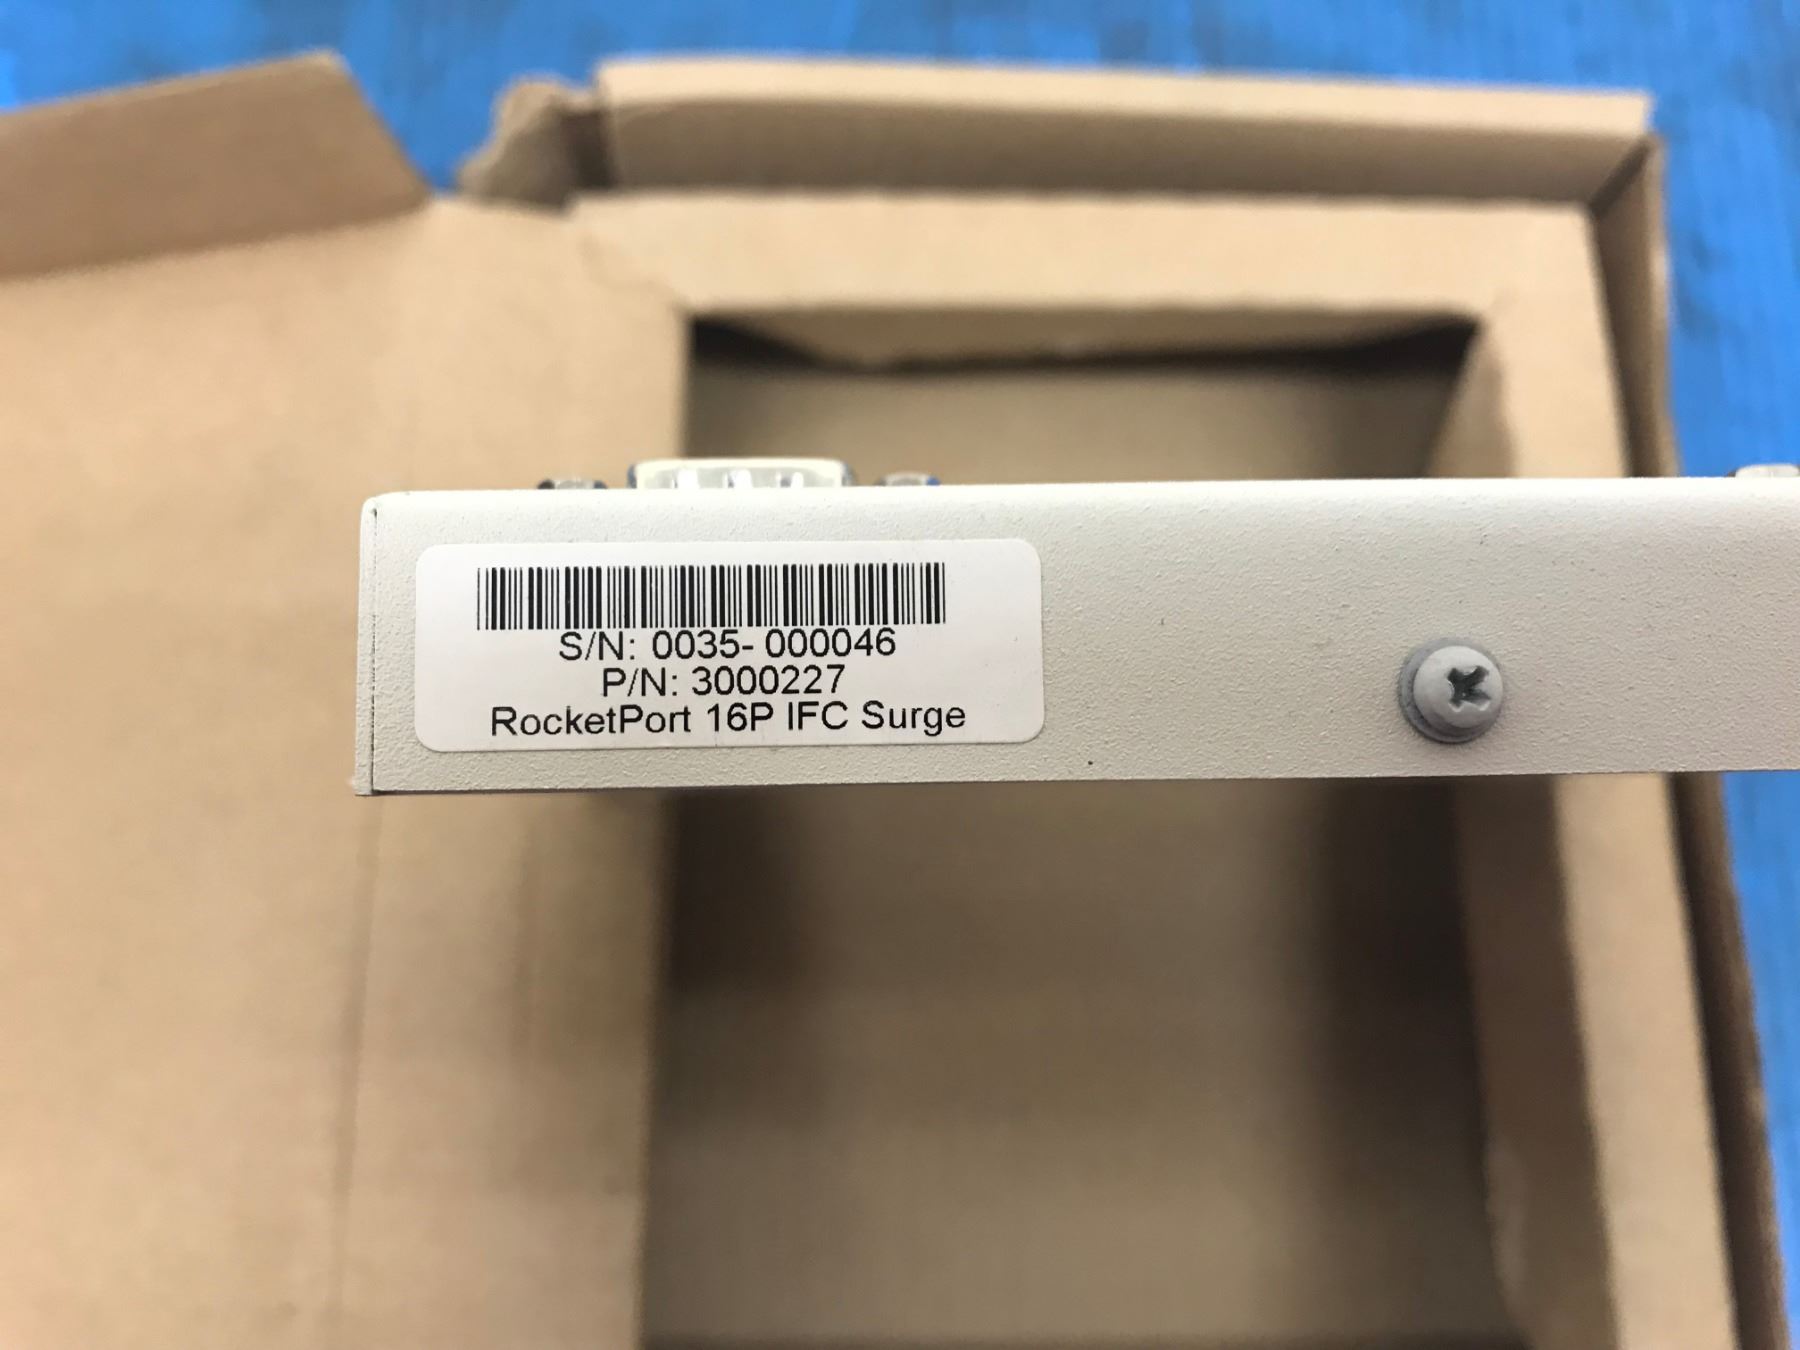 S/N: 0035- 000046
P/N: 3000227
RocketPort 16P IFC Surge